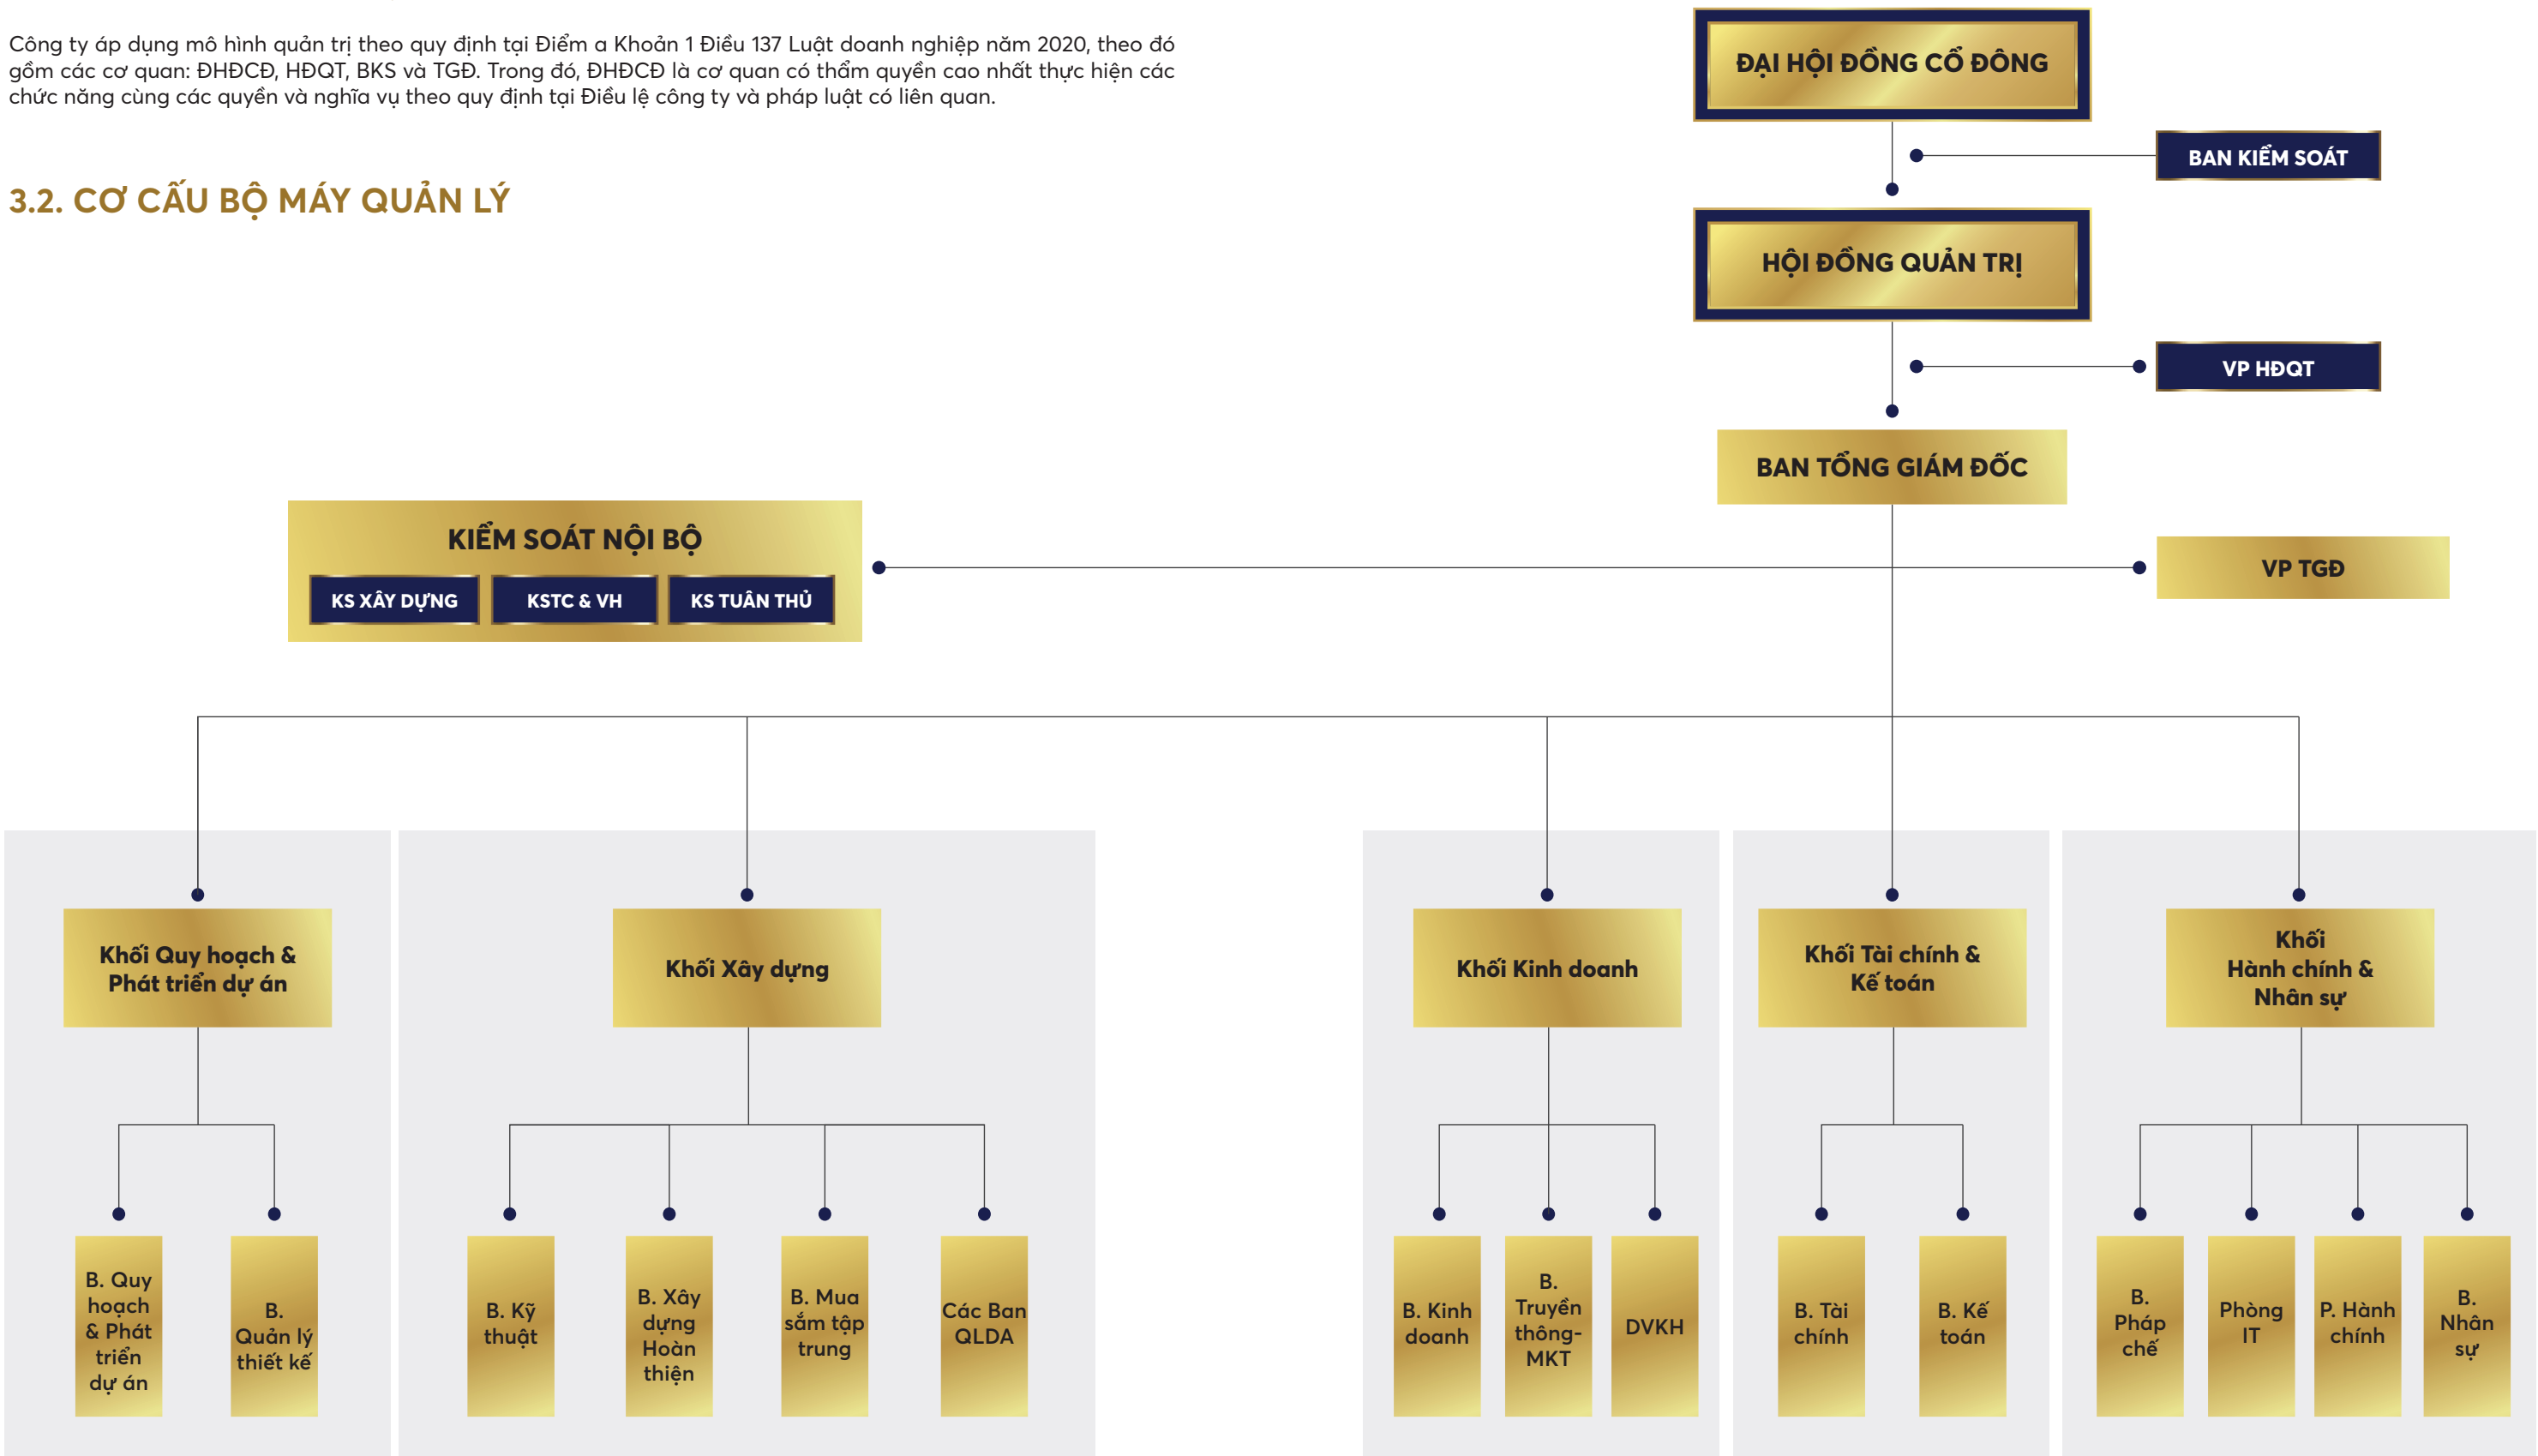 Công ty áp dụng mô hình quản trị theo quy định tại Điểm a Khoản 1 Điều 137 Luật doanh nghiệp năm 2020, theo đó
gồm các cơ quan: ĐHĐCĐ, HĐQT, BKS và TGĐ. Trong đó, ĐHĐCĐ là cơ quan có thẩm quyền cao nhất thực hiện các
chức năng cùng các quyền và nghĩa vụ theo quy định tại Điều lệ công ty và pháp luật có liên quan.
3.2. CƠ CẤU BỘ MÁY QUẢN LÝ
ĐẠI HỘI ĐỒNG CỔ ĐÔNG
BAN KIỂM SOÁT
HỘI ĐỒNG QUẢN TRỊ
VP HĐQT
BAN TỔNG GIÁM ĐỐC
KIỂM SOÁT NỘI BỘ
KS XÂY DỰNG
KSTC & VH
KS TUÂN THỦ
VP TGĐ
Khối Quy hoạch &
Phát triển dự án
Khối Xây dựng
Khối Kinh doanh
Khối Tài chính &
Kế toán
Khối
Hành chính &
Nhân sự
B. Quy
hoạch
& Phát
triển
dự án
B.
Quản lý
thiết kế
B. Kỹ
thuật
B. Xây
dựng
Hoàn
thiện
B. Mua
sắm tập
trung
Các Ban
QLDA
B. Kinh
doanh
B.
Truyền
thông-
MKT
DVKH
B. Tài
chính
B. Kế
toán
B.
Pháp
chế
Phòng
IT
P. Hành
chính
B.
Nhân
sự